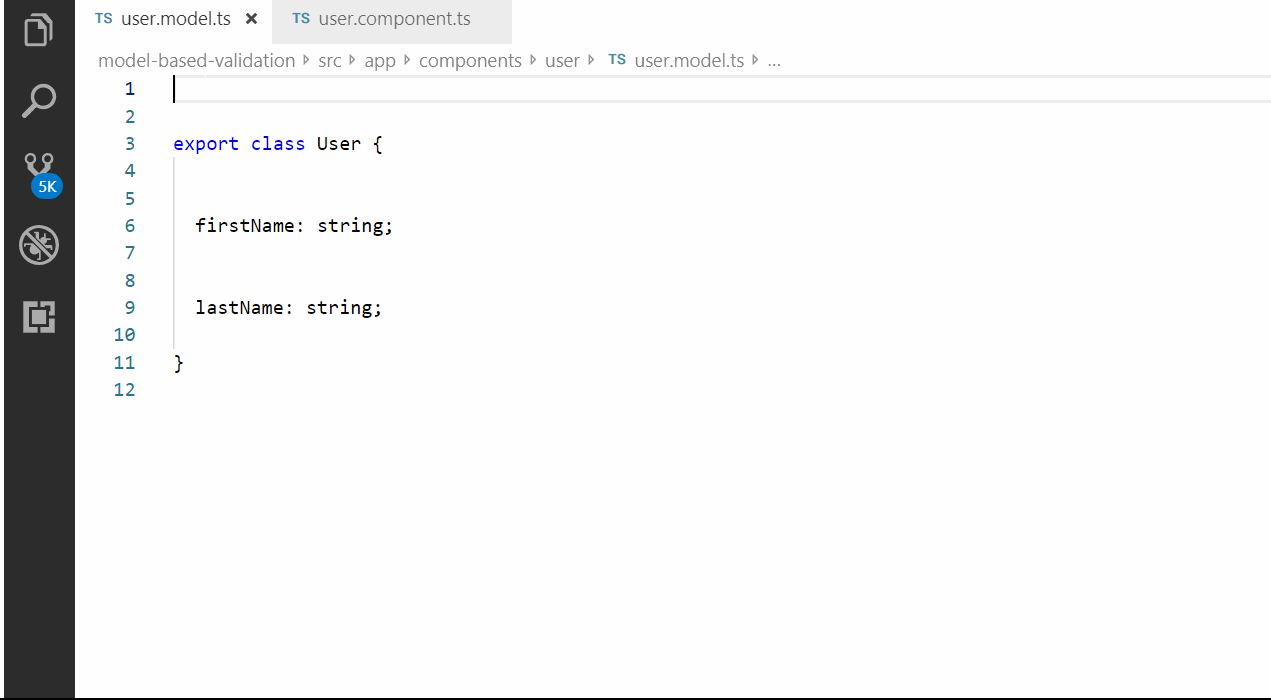 TS user.model.ts × TS user.component.ts
model-based-validation src app components user TS user.model.ts ...
1
2
3 export class User {
4
5
6 firstName: string;
7
8
9 lastName: string;
10
11 }
12
5K